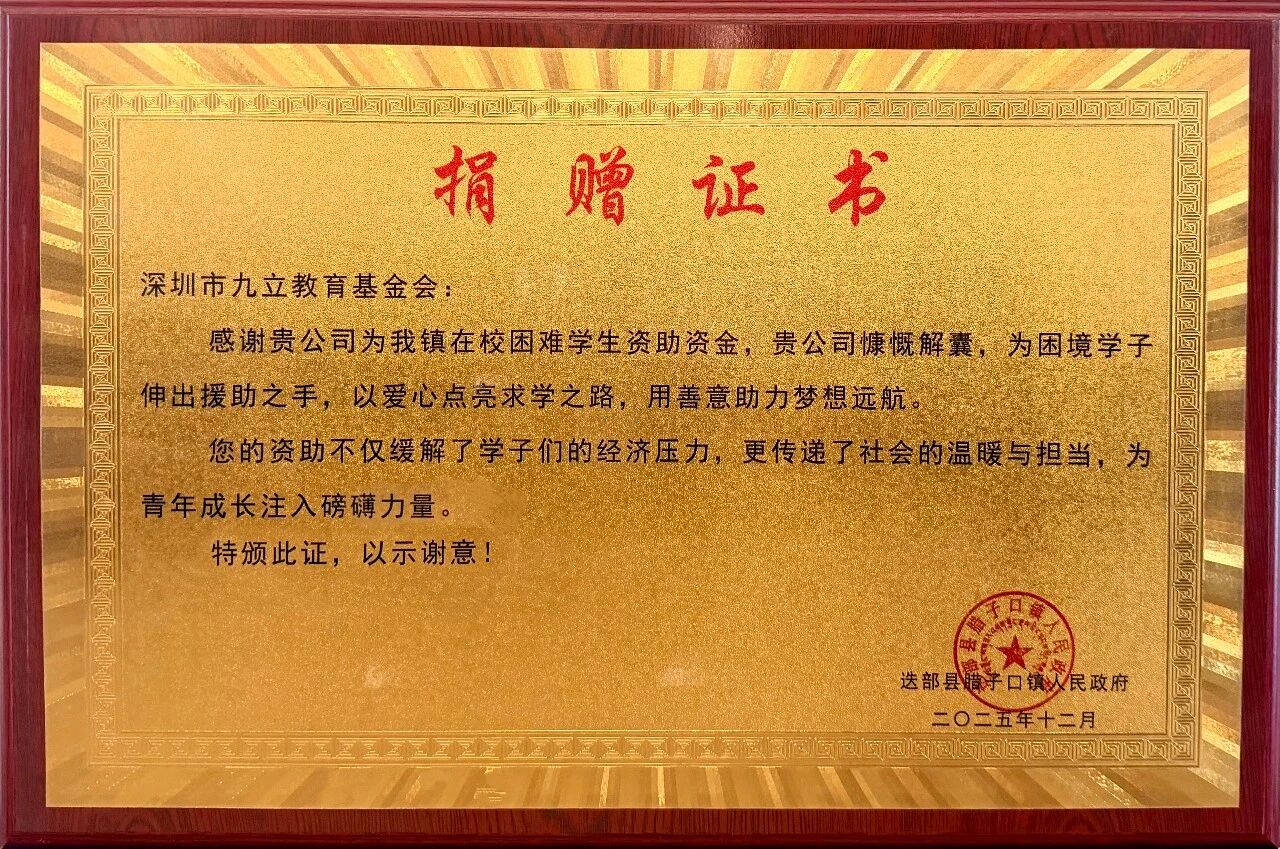 捐赠证书
深圳市九立教育基金会：
感谢贵公司为我镇在校困难学生资助资金，贵公司慷慨解囊，为困境学子
伸出援助之手，以爱心点亮求学之路，用善意助力梦想远航。
您的资助不仅缓解了学子们的经济压力，更传递了社会的温暖与担当，为
青年成长注入磅礴力量。
特颁此证，以示谢意！
迭部县腊子口镇人民政府
二〇二五年十二月